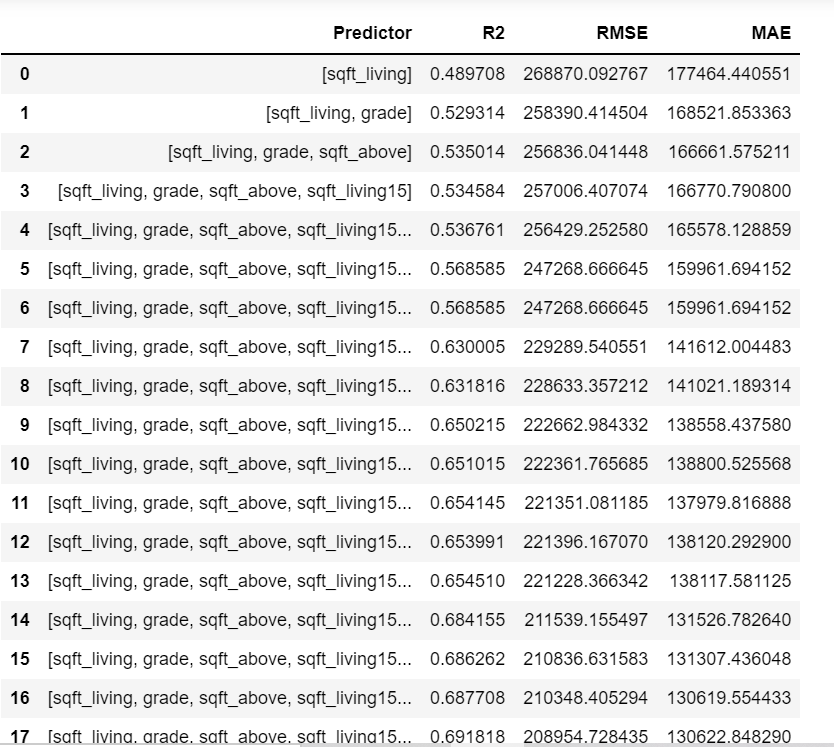 Predictor R2 RMSE MAE
0 [sqft_living] 0.489708 268870.092767 177464.440551
1 [sqft_living, grade] 0.529314 258390.414504 168521.853363
2 [sqft_living, grade, sqft_above] 0.535014 256836.041448 166661.575211
3 [sqft_living, grade, sqft_above, sqft_living15] 0.534584 257006.407074 166770.790800
4 [sqft_living, grade, sqft_above, sqft_living15... 0.536761 256429.252580 165578.128859
5 [sqft_living, grade, sqft_above, sqft_living15... 0.568585 247268.666645 159961.694152
6 [sqft_living, grade, sqft_above, sqft_living15... 0.568585 247268.666645 159961.694152
7 [sqft_living, grade, sqft_above, sqft_living15... 0.630005 229289.540551 141612.004483
8 [sqft_living, grade, sqft_above, sqft_living15... 0.631816 228633.357212 141021.189314
9 [sqft_living, grade, sqft_above, sqft_living15... 0.650215 222662.984332 138558.437580
10 [sqft_living, grade, sqft_above, sqft_living15... 0.651015 222361.765685 138800.525568
11 [sqft_living, grade, sqft_above, sqft_living15... 0.654145 221351.081185 137979.816888
12 [sqft_living, grade, sqft_above, sqft_living15... 0.653991 221396.167070 138120.292900
13 [sqft_living, grade, sqft_above, sqft_living15... 0.654510 221228.366342 138117.581125
14 [sqft_living, grade, sqft_above, sqft_living15... 0.684155 211539.155497 131526.782640
15 [sqft_living, grade, sqft_above, sqft_living15... 0.686262 210836.631583 131307.436048
16 [sqft_living, grade, sqft_above, sqft_living15... 0.687708 210348.405294 130619.554433
17 [sqft_living, grade, sqft_above, sqft_living15... 0.691818 208954.728435 130622.848290